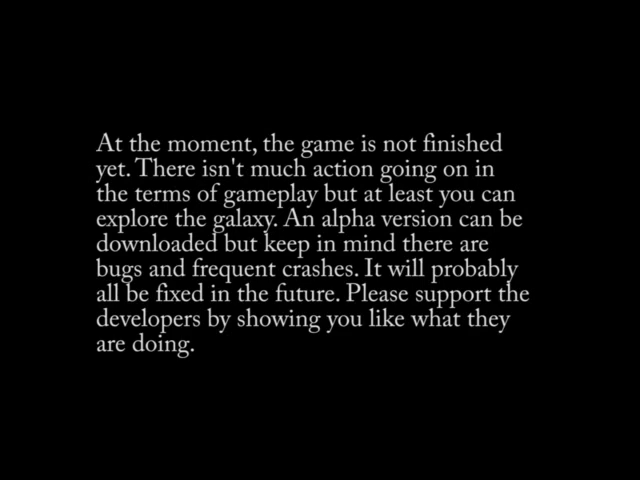 At the moment, the game is not finished
yet. There isn't much action going on in
the terms of gameplay but at least you can
explore the galaxy. An alpha version can be
downloaded but keep in mind there are
bugs and frequent crashes. It will probably
all be fixed in the future. Please support the
developers by showing you like what they
are doing.